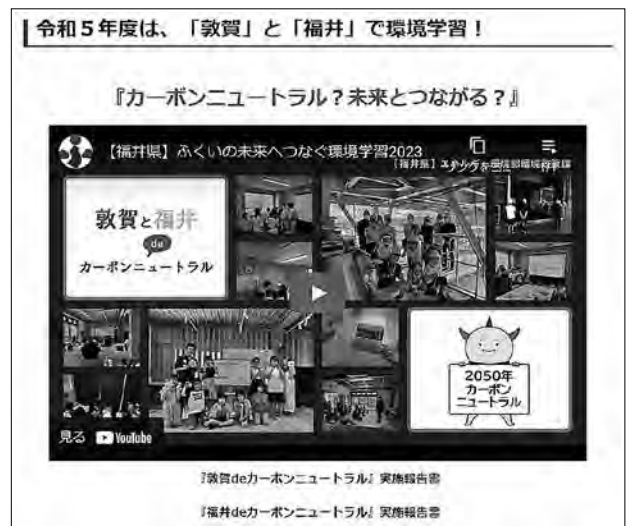 令和5年度は、「敦賀」と「福井」で環境学習！
『カーボンニュートラル？未来とつながる？』
【福井県】ふくいの未来へつなぐ環境学習2023
敦賀と福井
de
カーボンニュートラル
2050年
カーボン
ニュートラル
見る YouTube
『敦賀deカーボンニュートラル』実施報告書
『福井deカーボンニュートラル』実施報告書